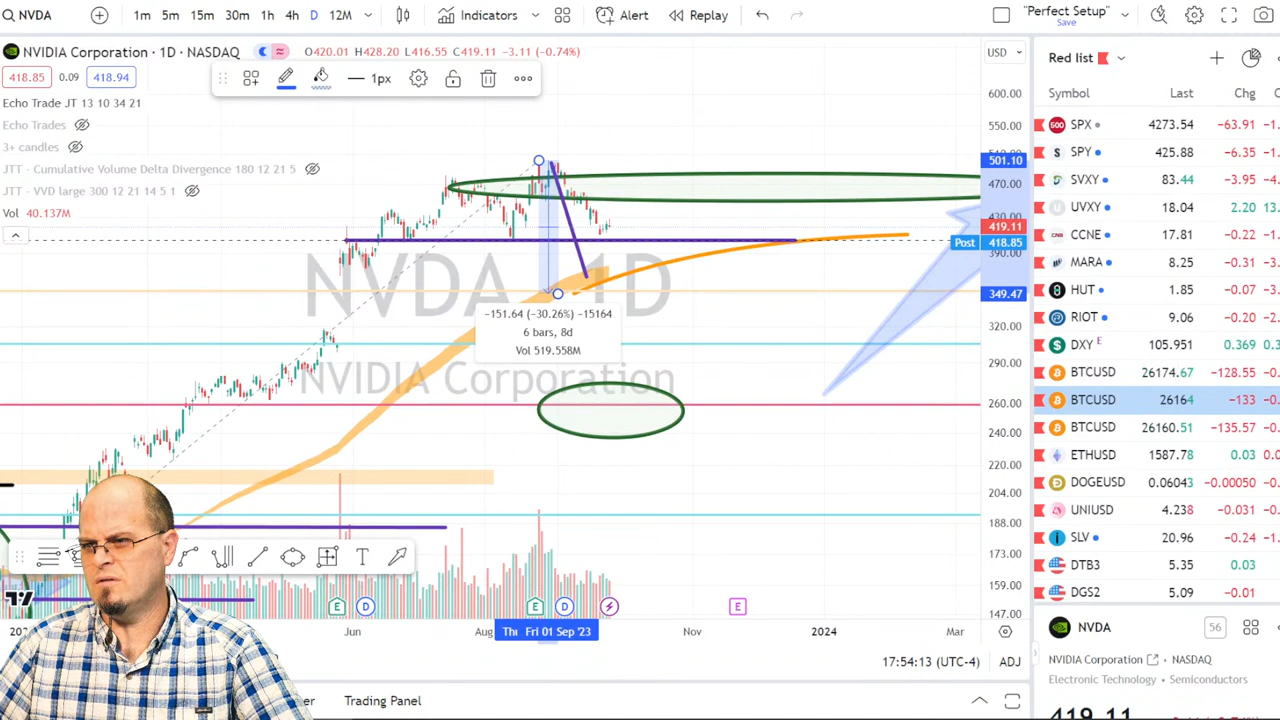 NVDA 1m 5m 15m 30m 1h 4h D 12M Indicators Alert Replay "Perfect Setup"
Save
NVIDIA Corporation · 1D · NASDAQ O420.01 H428.20 L416.55 C419.11 −3.11 (−0.74%) USD
418.85 0.09 418.94 1px
Echo Trade JT 13 10 34 21
Echo Trades
3+ candles
JTT - Cumulative Volume Delta Divergence 180 12 21 5
JTT - VVD large 300 12 21 14 5 1
Vol 40.137M
600.00
550.00
501.10
470.00
430.00
419.11
Post 418.85
390.00
349.47
320.00
290.00
260.00
240.00
220.00
204.00
188.00
173.00
159.00
147.00
NVDA 1D
NVIDIA Corporation
−151.64 (−30.26%) −15164
6 bars, 8d
Vol 519.558M
T
E D E D E
Jun Aug Thu Fri 01 Sep '23 Nov 2024 Mar
17:54:13 (UTC-4) ADJ
Trading Panel
Red list
Symbol Last Chg
SPX 4273.54 −63.91
SPY 425.88 −6.35
SVXY 83.44 −3.95
UVXY 18.04 2.20
CCNE 17.81 −0.27
MARA 8.25 −0.31
HUT 1.85 −0.07
RIOT 9.06 −0.32
DXY E 105.951 0.369
BTCUSD 26174.67 −128.55
BTCUSD 26164 −133
BTCUSD 26160.51 −135.57
ETHUSD 1587.78 0.03
DOGEUSD 0.06043 −0.00050
UNIUSD 4.238 −0.031
SLV 20.96 −0.24
DTB3 5.35 0.03
DGS2 5.09 −0.01
NVDA 56
NVIDIA Corporation NASDAQ
Electronic Technology • Semiconductors
419.11